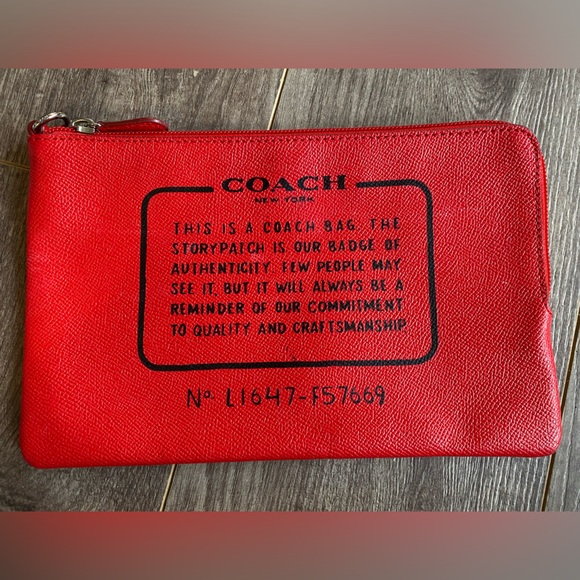 COACH
NEW YORK
THIS IS A COACH BAG. THE
STORYPATCH IS OUR BADGE OF
AUTHENTICITY. FEW PEOPLE MAY
SEE IT. BUT IT WILL ALWAYS BE A
REMINDER OF OUR COMMITMENT
TO QUALITY AND CRAFTSMANSHIP
Nº L1647-F57669